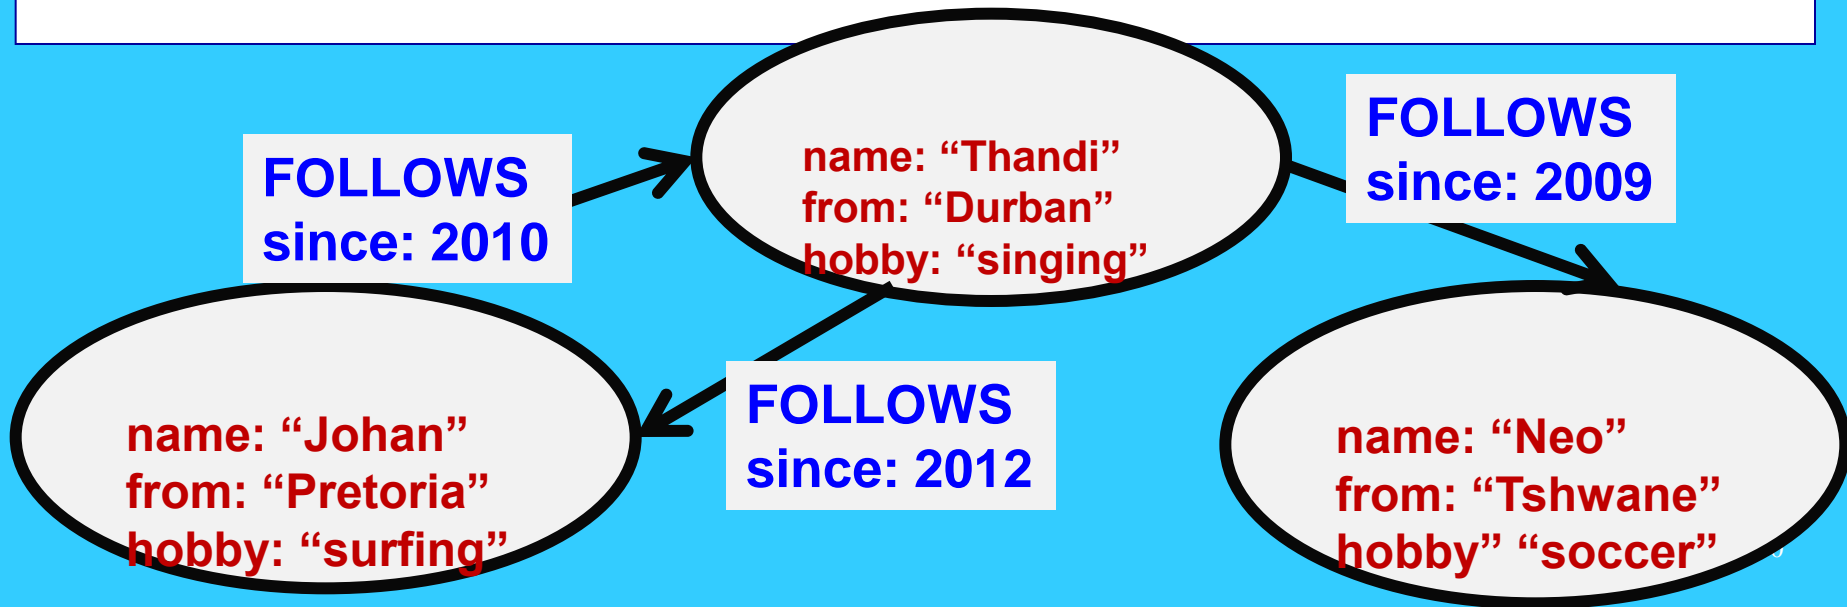 FOLLOWS
since: 2010
name: “Thandi”
from: “Durban”
hobby: “singing”
FOLLOWS
since: 2009
name: “Johan”
from: “Pretoria”
hobby: “surfing”
FOLLOWS
since: 2012
name: “Neo”
from: “Tshwane”
hobby” “soccer”